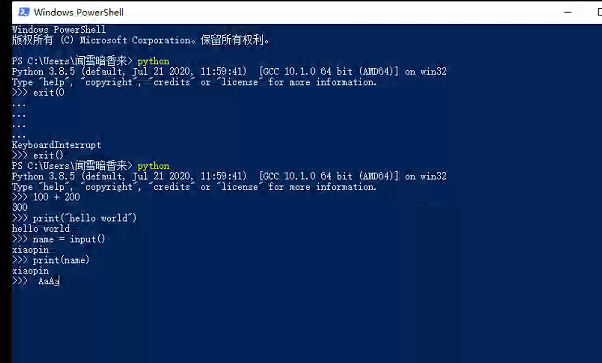 Windows PowerShell
Windows PowerShell
版权所有 (C) Microsoft Corporation。保留所有权利。
PS C:\Users\闻雪暗香来> python
Python 3.8.5 (default, Jul 21 2020, 11:59:41) [GCC 10.1.0 64 bit (AMD64)] on win32
Type "help", "copyright", "credits" or "license" for more information.
>>> exit(0
...
...
...
...
KeyboardInterrupt
>>> exit()
PS C:\Users\闻雪暗香来> python
Python 3.8.5 (default, Jul 21 2020, 11:59:41) [GCC 10.1.0 64 bit (AMD64)] on win32
Type "help", "copyright", "credits" or "license" for more information.
>>> 100 + 200
300
>>> print("hello world")
hello world
>>> name = input()
xiaopin
>>> print(name)
xiaopin
>>>  AaAa